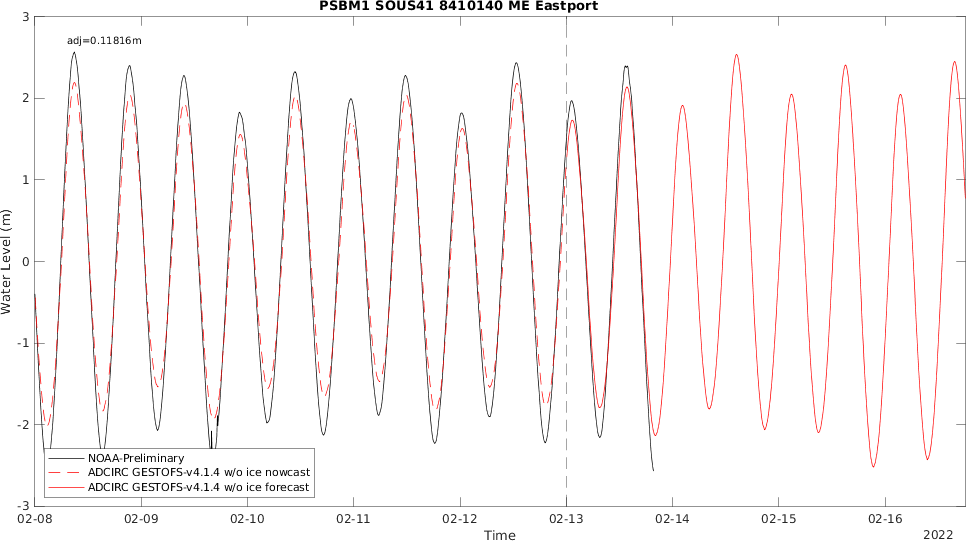 PSBM1 SOUS41 8410140 ME Eastport
adj=0.11816m
3
2
1
0
-1
-2
-3
Water Level (m)
NOAA-Preliminary
ADCIRC GESTOFS-v4.1.4 w/o ice nowcast
ADCIRC GESTOFS-v4.1.4 w/o ice forecast
02-08 02-09 02-10 02-11 02-12 02-13 02-14 02-15 02-16
Time
2022